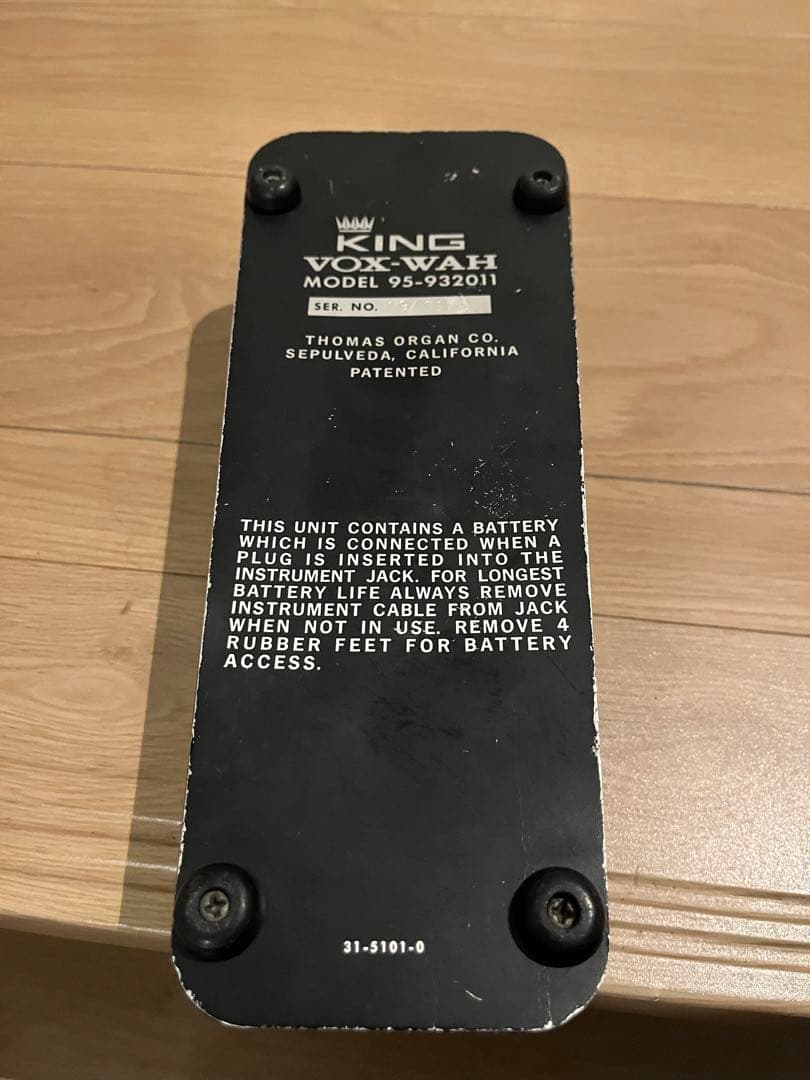 KING
VOX-WAH
MODEL 95-932011
SER. NO.
THOMAS ORGAN CO.
SEPULVEDA, CALIFORNIA
PATENTED
THIS UNIT CONTAINS A BATTERY
WHICH IS CONNECTED WHEN A
PLUG IS INSERTED INTO THE
INSTRUMENT JACK. FOR LONGEST
BATTERY LIFE ALWAYS REMOVE
INSTRUMENT CABLE FROM JACK
WHEN NOT IN USE. REMOVE 4
RUBBER FEET FOR BATTERY
ACCESS.
31-5101-0